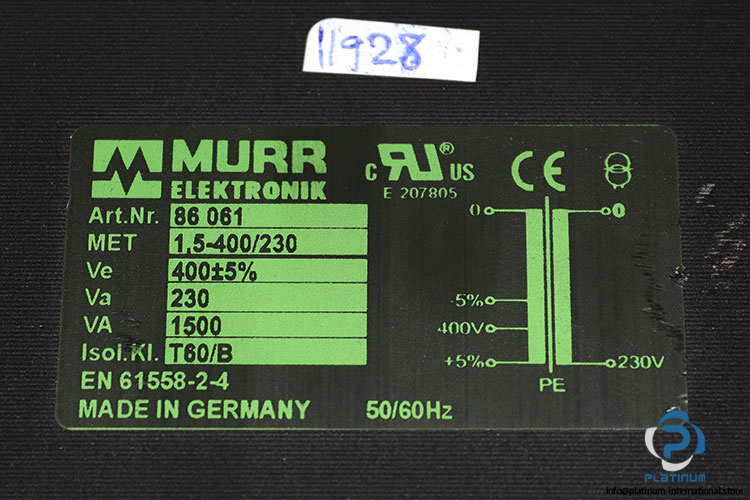 11928
MURR
ELEKTRONIK
c RU ® US
E 207805
CE
Art.Nr. 86 061
MET 1,5-400/230
Ve 400±5%
Va 230
VA 1500
Isol.Kl. T60/B
EN 61558-2-4
MADE IN GERMANY 50/60Hz
0 0
-5%
400V
+5% 230V
PE
PLATINUM
Info@platinum-international.store